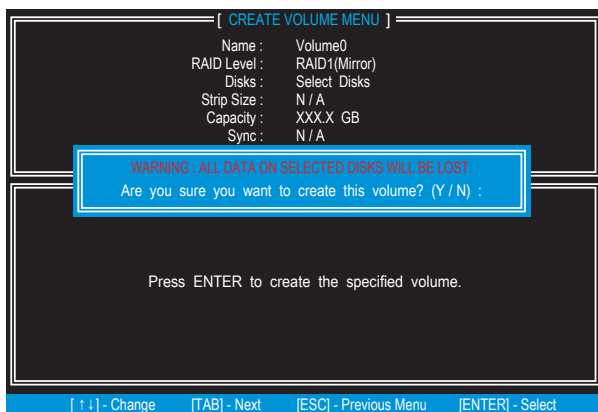 [ CREATE VOLUME MENU ]
Name : Volume0
RAID Level : RAID1(Mirror)
Disks : Select Disks
Strip Size : N / A
Capacity : XXX.X GB
Sync : N / A
WARNING : ALL DATA ON SELECTED DISKS WILL BE LOST.
Are you sure you want to create this volume? (Y / N) :
Press ENTER to create the specified volume.
[ ↑↓] - Change [TAB] - Next [ESC] - Previous Menu [ENTER] - Select